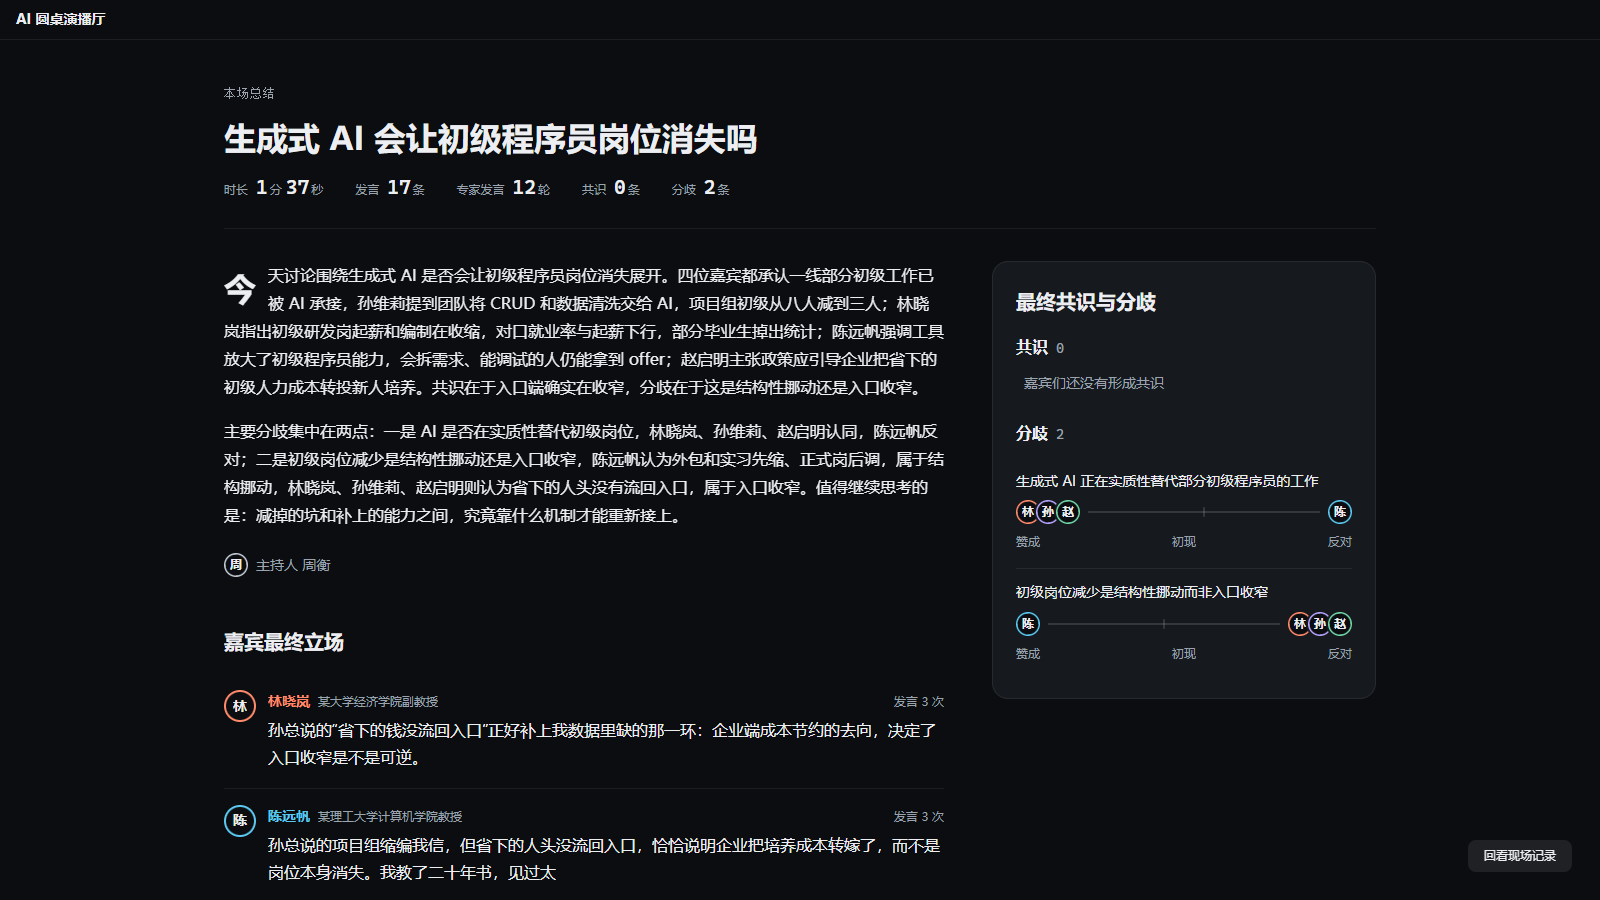 AI 圆桌演播厅
本场总结
生成式 AI 会让初级程序员岗位消失吗
时长 1分37秒 发言 17条 专家发言 12轮 共识 0条 分歧 2条
今天讨论围绕生成式 AI 是否会让初级程序员岗位消失展开。四位嘉宾都承认一线部分初级工作已
被 AI 承接，孙维莉提到团队将 CRUD 和数据清洗交给 AI，项目组初级从八人减到三人；林晓
岚指出初级研发岗起薪和编制在收缩，对口就业率与起薪下行，部分毕业生掉出统计；陈远帆强调工具
放大了初级程序员能力，会拆需求、能调试的人仍能拿到 offer；赵启明主张政策应引导企业把省下的
初级人力成本转投新人培养。共识在于入口端确实在收窄，分歧在于这是结构性挪动还是入口收窄。
主要分歧集中在两点：一是 AI 是否在实质性替代初级岗位，林晓岚、孙维莉、赵启明认同，陈远帆反
对；二是初级岗位减少是结构性挪动还是入口收窄，陈远帆认为外包和实习先缩、正式岗后调，属于结
构挪动，林晓岚、孙维莉、赵启明则认为省下的人头没有流回入口，属于入口收窄。值得继续思考的
是：减掉的坑和补上的能力之间，究竟靠什么机制才能重新接上。
周 主持人 周衡
嘉宾最终立场
林 林晓岚 某大学经济学院副教授 发言 3 次
孙总说的“省下的钱没流回入口”正好补上我数据里缺的那一环：企业端成本节约的去向，决定了
入口收窄是不是可逆。
陈 陈远帆 某理工大学计算机学院教授 发言 3 次
孙总说的项目组缩编我信，但省下的人头没流回入口，恰恰说明企业把培养成本转嫁了，而不是
岗位本身消失。我教了二十年书，见过太
最终共识与分歧
共识 0
嘉宾们还没有形成共识
分歧 2
生成式 AI 正在实质性替代部分初级程序员的工作
林 孙 赵 陈
赞成 初现 反对
初级岗位减少是结构性挪动而非入口收窄
陈 林 孙 赵
赞成 初现 反对
回看现场记录